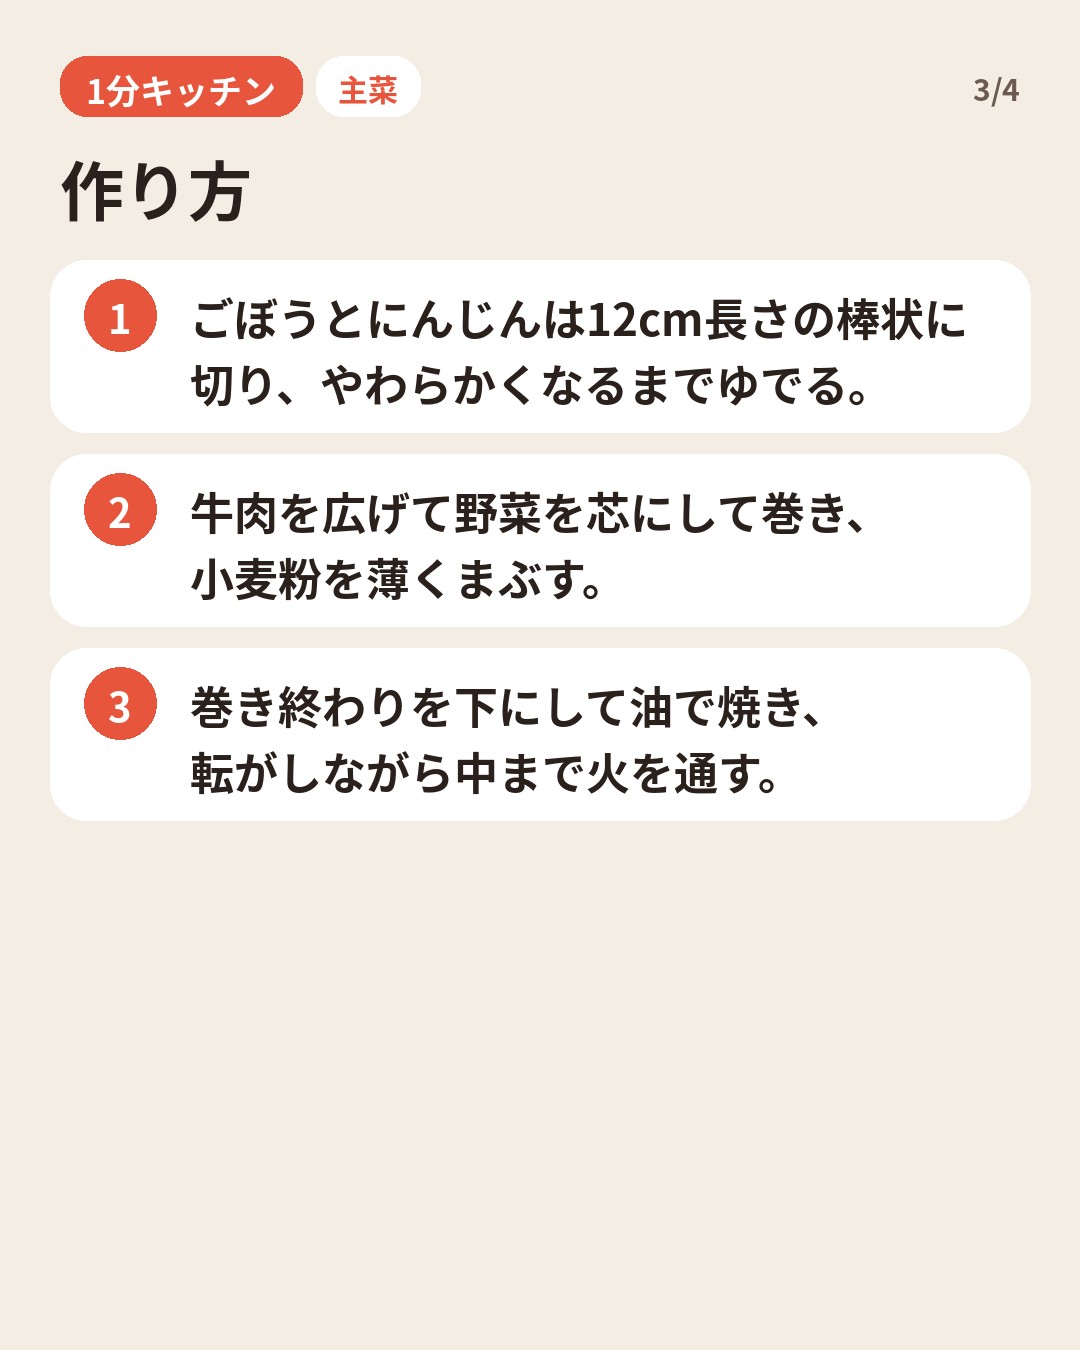 1分キッチン
主菜
3/4
作り方
1
ごぼうとにんじんは12cm長さの棒状に
切り、やわらかくなるまでゆでる。
2
牛肉を広げて野菜を芯にして巻き、
小麦粉を薄くまぶす。
3
巻き終わりを下にして油で焼き、
転がしながら中まで火を通す。